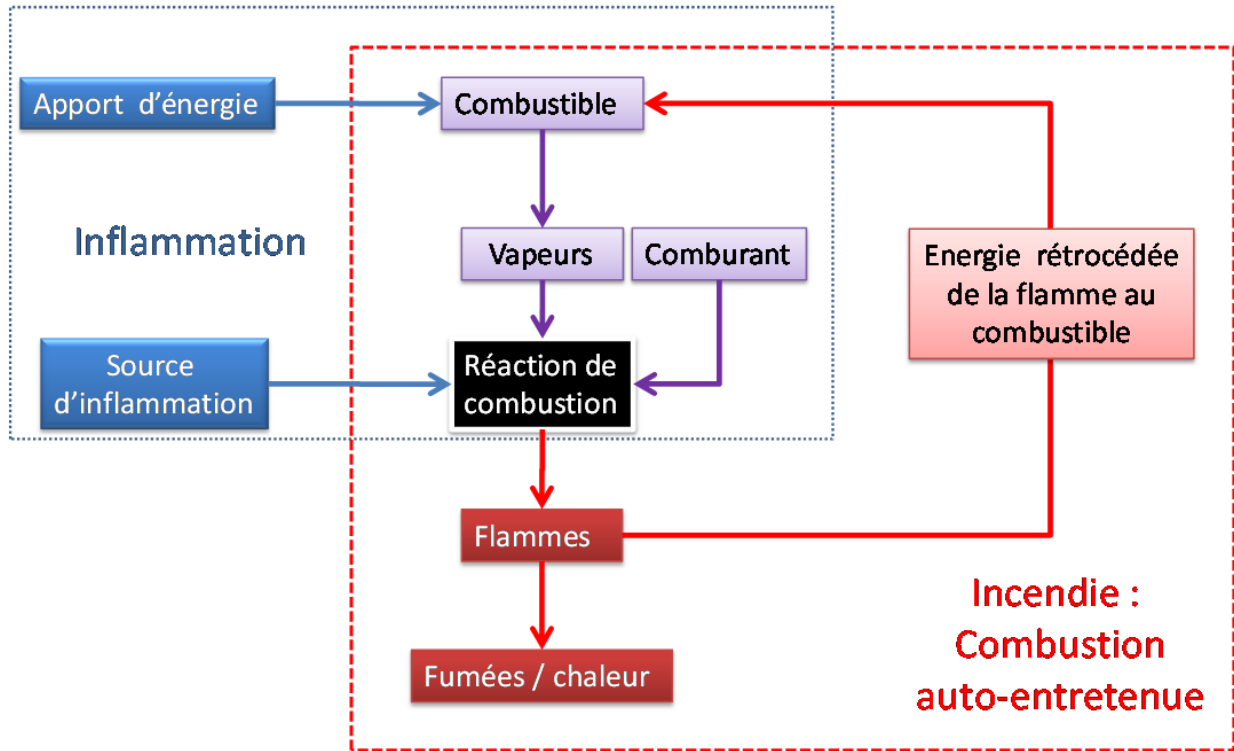 Apport d'énergie
Combustible
Inflammation
Vapeurs
Comburant
Energie rétrocédée
de la flamme au
combustible
Source
d'inflammation
Réaction de
combustion
Flammes
Incendie :
Combustion
auto-entretenue
Fumées / chaleur